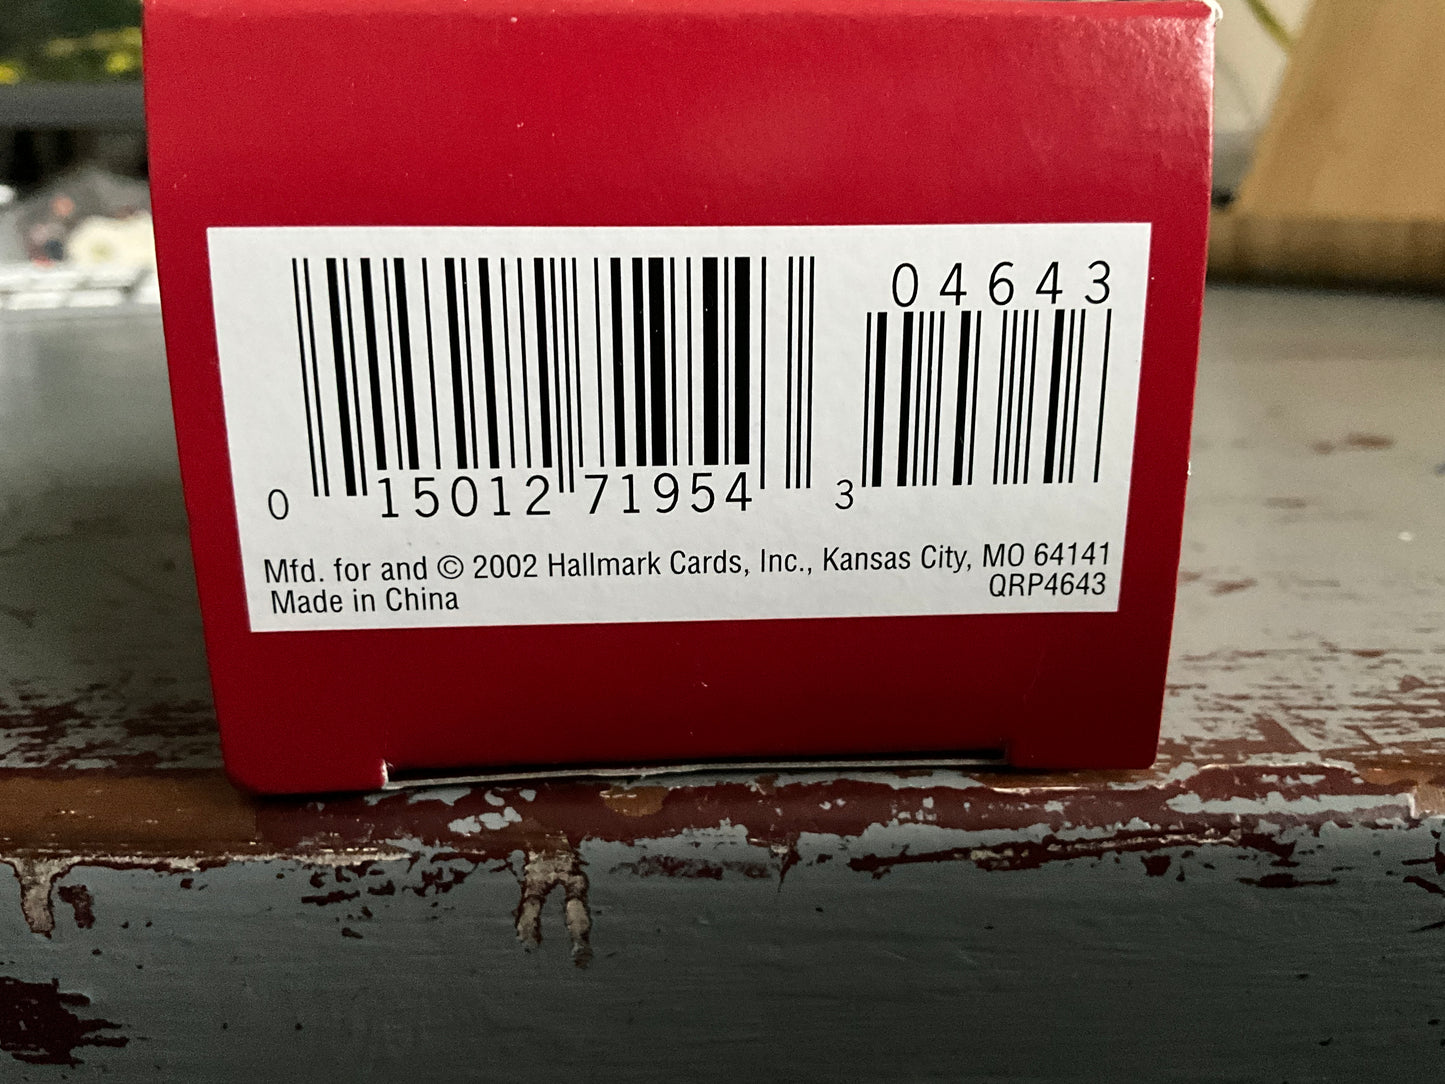 04643
0 15012 71954 3
Mfd. for and © 2002 Hallmark Cards, Inc., Kansas City, MO 64141
QRP4643
Made in China